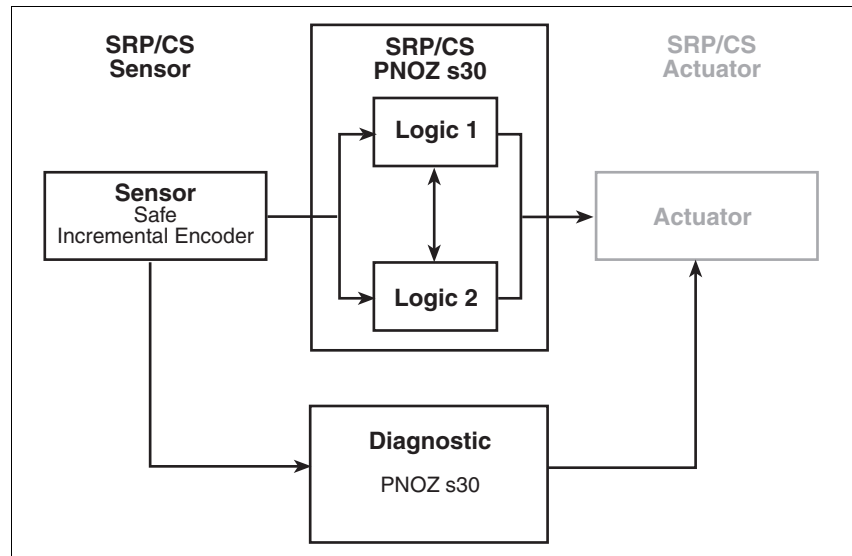 SRP/CS
Sensor
SRP/CS
PNOZ s30
SRP/CS
Actuator
Logic 1
Sensor
Safe
Incremental Encoder
Actuator
Logic 2
Diagnostic
PNOZ s30